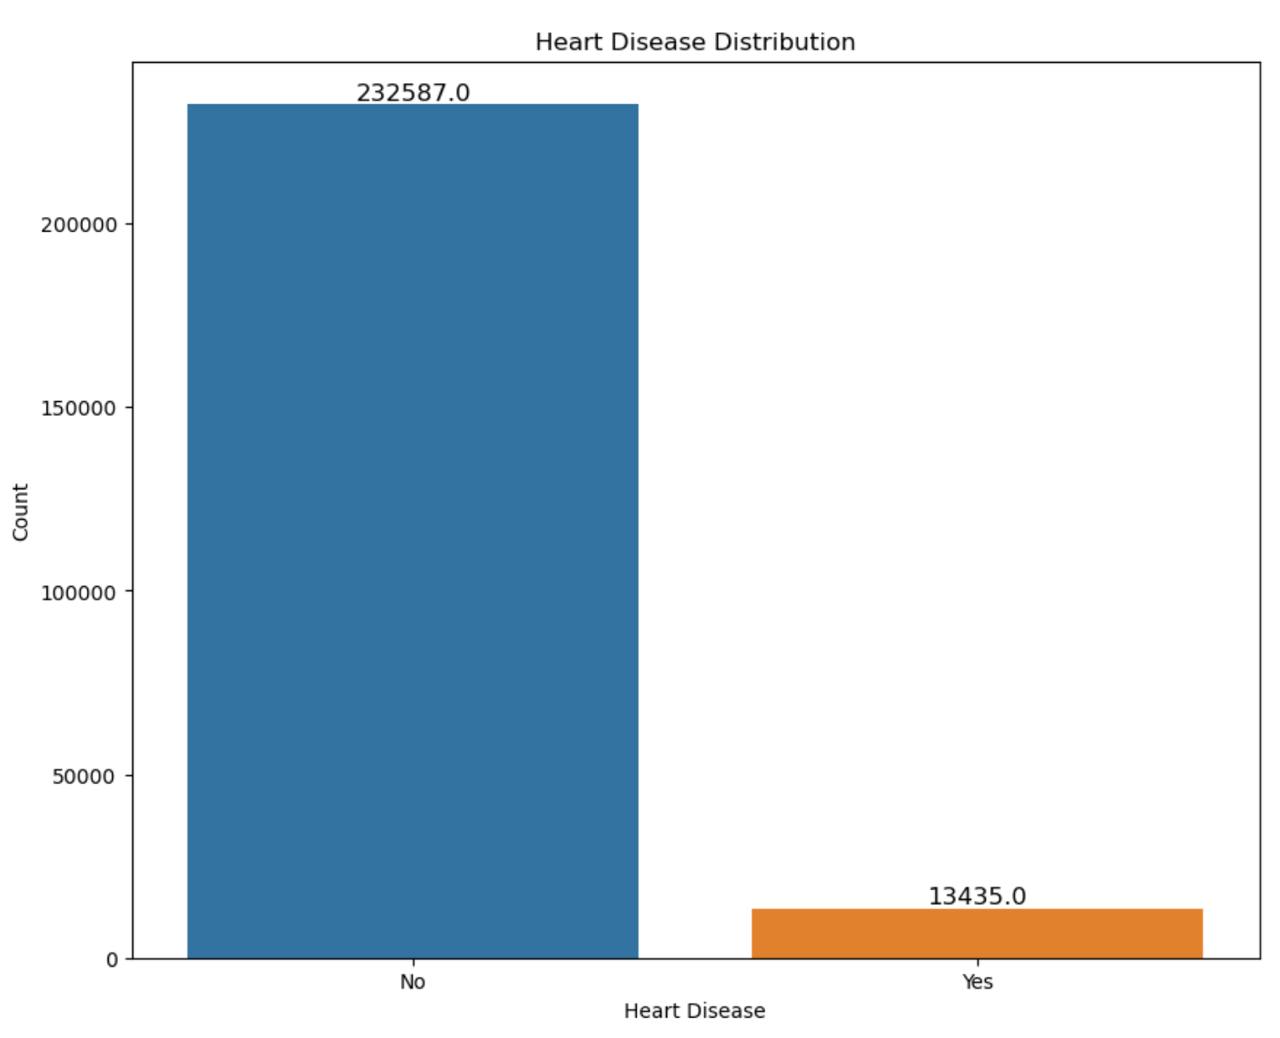 Heart Disease Distribution
232587.0
200000
150000
100000
50000
0
Count
13435.0
No
Yes
Heart Disease